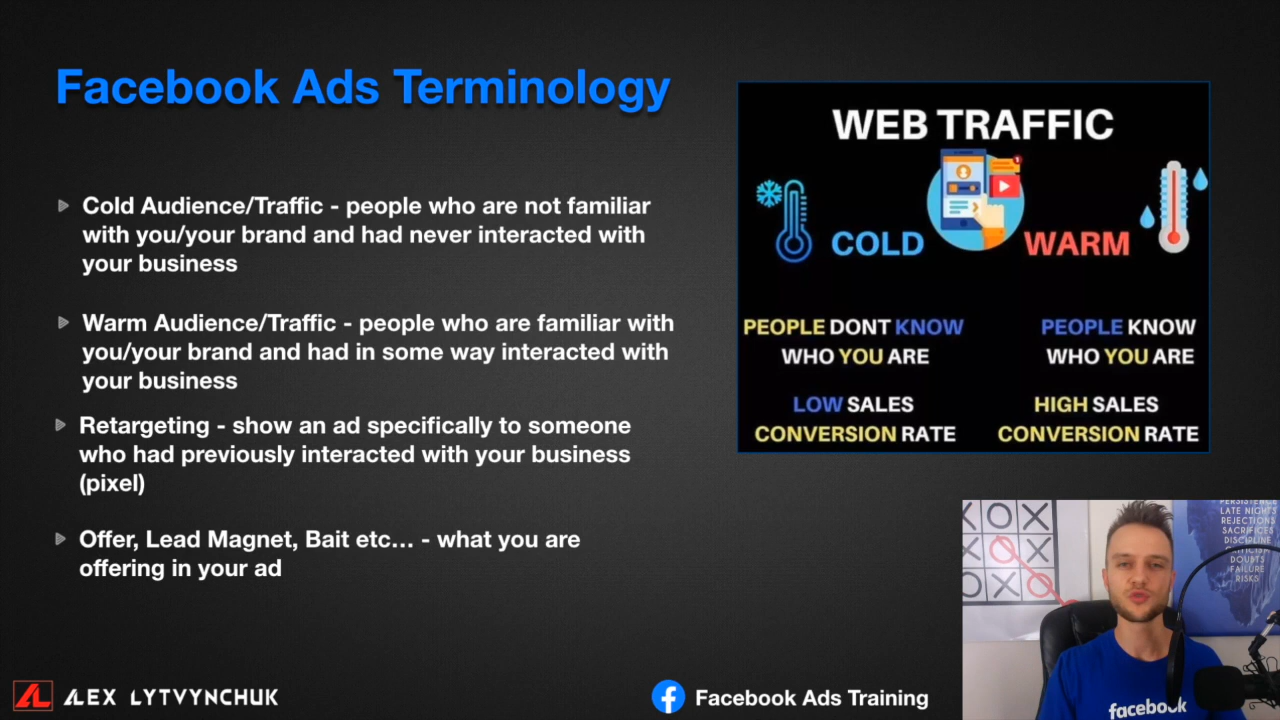 Facebook Ads Terminology
Cold Audience/Traffic - people who are not familiar
with you/your brand and had never interacted with
your business
Warm Audience/Traffic - people who are familiar with
you/your brand and had in some way interacted with
your business
Retargeting - show an ad specifically to someone
who had previously interacted with your business
(pixel)
Offer, Lead Magnet, Bait etc... - what you are
offering in your ad
WEB TRAFFIC
1
COLD
WARM
PEOPLE DONT KNOW
WHO YOU ARE
PEOPLE KNOW
WHO YOU ARE
LOW SALES
CONVERSION RATE
HIGH SALES
CONVERSION RATE
PERSISTENCE
LATE NIGHTS
REJECTIONS
SACRIFICES
DISCIPLINE
CRITICISM
DOUBTS
FAILURE
RISKS
facebook
AL ALEX LYTVYNCHUK
f Facebook Ads Training